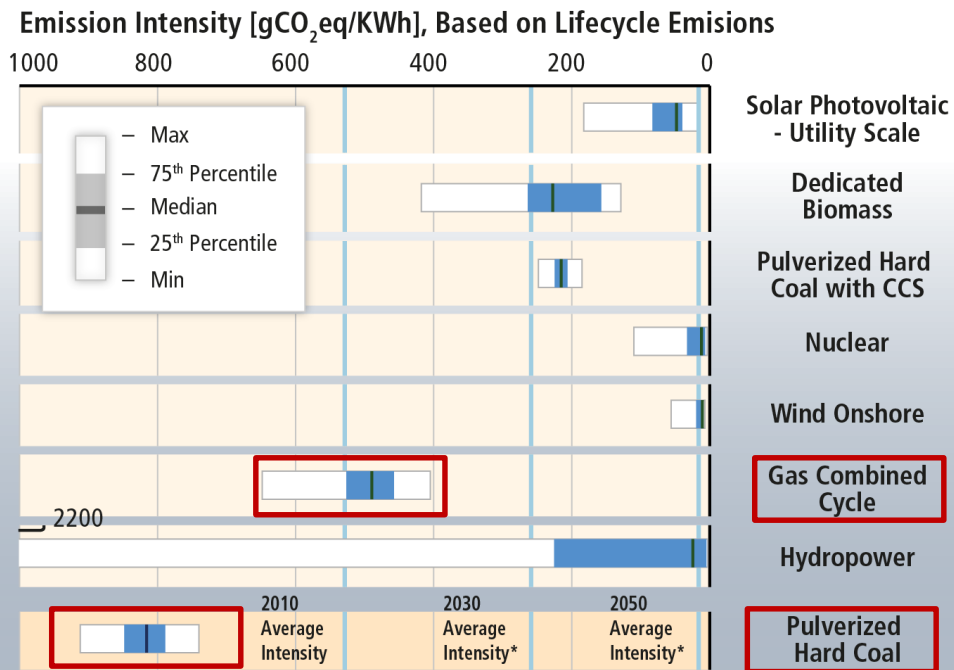 Emission Intensity [gCO2eq/KWh], Based on Lifecycle Emisions
1000 800 600 400 200 0
Max
75th Percentile
Median
25th Percentile
Min
Solar Photovoltaic
- Utility Scale
Dedicated
Biomass
Pulverized Hard
Coal with CCS
Nuclear
Wind Onshore
Gas Combined
Cycle
2200
Hydropower
2010
Average
Intensity
2030
Average
Intensity*
2050
Average
Intensity*
Pulverized
Hard Coal